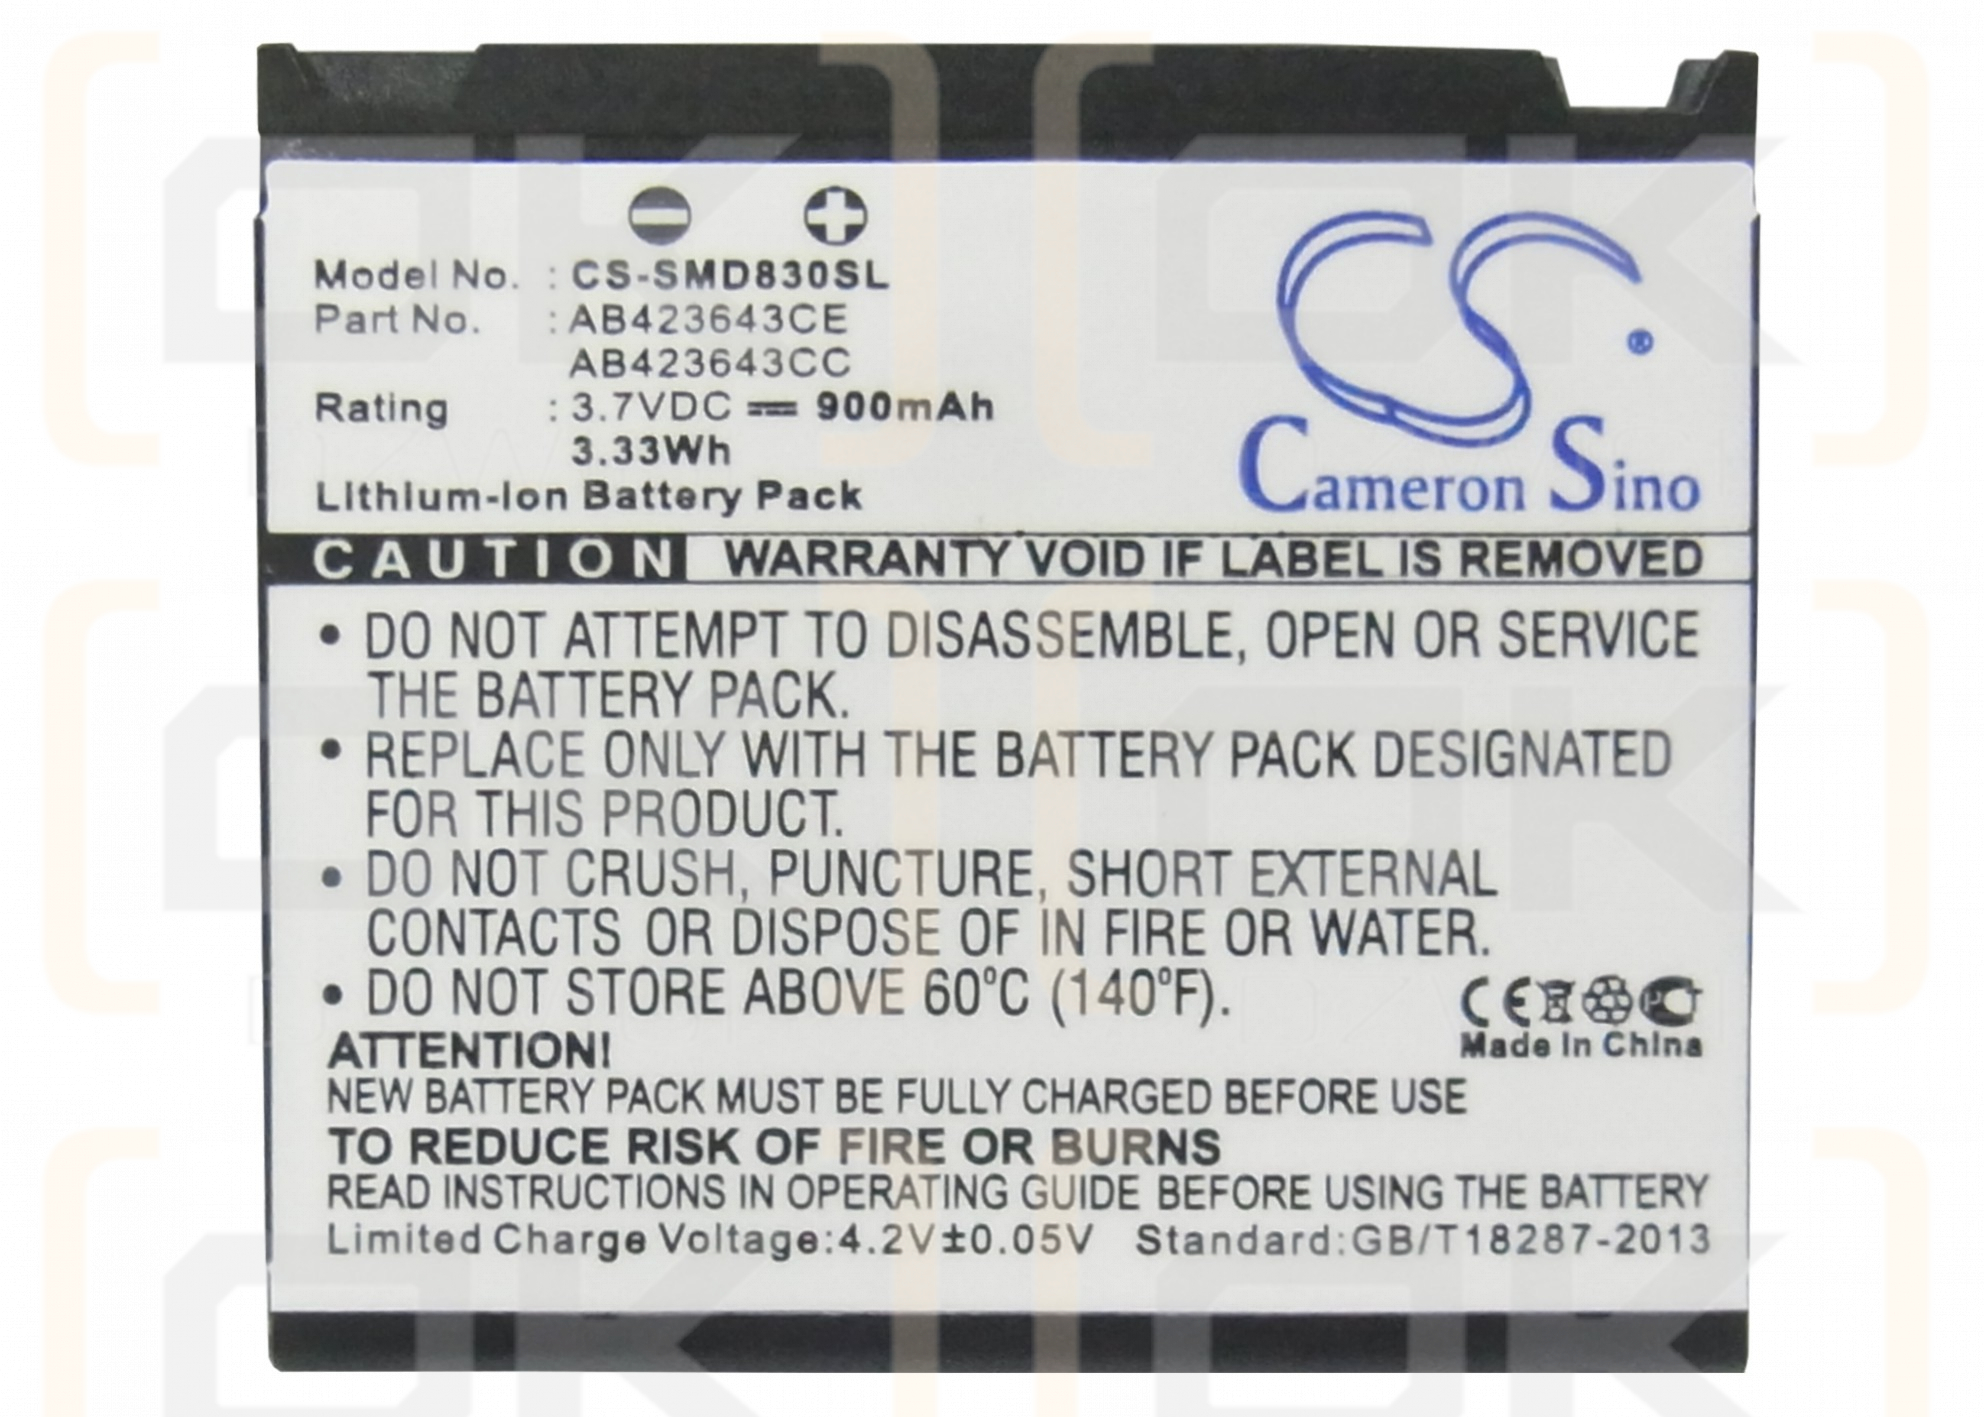 Model No. : CS-SMD830SL
Part No. : AB423643CE
AB423643CC
Rating : 3.7VDC 900mAh
3.33Wh
Lithium-Ion Battery Pack
CS®
Cameron Sino
CAUTION WARRANTY VOID IF LABEL IS REMOVED
• DO NOT ATTEMPT TO DISASSEMBLE, OPEN OR SERVICE
THE BATTERY PACK.
• REPLACE ONLY WITH THE BATTERY PACK DESIGNATED
FOR THIS PRODUCT.
• DO NOT CRUSH, PUNCTURE, SHORT EXTERNAL
CONTACTS OR DISPOSE OF IN FIRE OR WATER.
• DO NOT STORE ABOVE 60°C (140°F).
CE
Made In China
ATTENTION!
NEW BATTERY PACK MUST BE FULLY CHARGED BEFORE USE
TO REDUCE RISK OF FIRE OR BURNS
READ INSTRUCTIONS IN OPERATING GUIDE BEFORE USING THE BATTERY
Limited Charge Voltage:4.2V±0.05V Standard:GB/T18287-2013